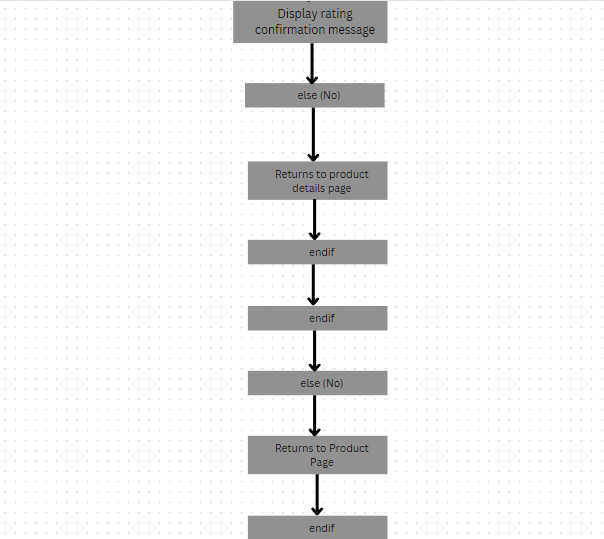 Display rating
confirmation message
else (No)
Returns to product
details page
endif
endif
else (No)
Returns to Product
Page
endif